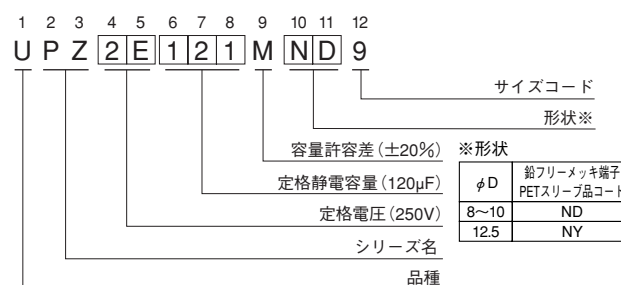 1 2 3 4 5 6 7 8 9 10 11 12
U P Z 2 E 1 2 1 M N D 9
サイズコード
形状※
容量許容差(±20%)
定格静電容量(120μF)
定格電圧(250V)
シリーズ名
品種
※形状
φD 鉛フリーメッキ端子
PETスリーブ品コード
8～10 ND
12.5 NY